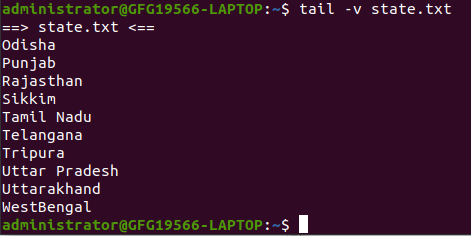 administrator@GFG19566-LAPTOP:~$ tail -v state.txt
==> state.txt <==
Odisha
Punjab
Rajasthan
Sikkim
Tamil Nadu
Telangana
Tripura
Uttar Pradesh
Uttarakhand
WestBengal
administrator@GFG19566-LAPTOP:~$